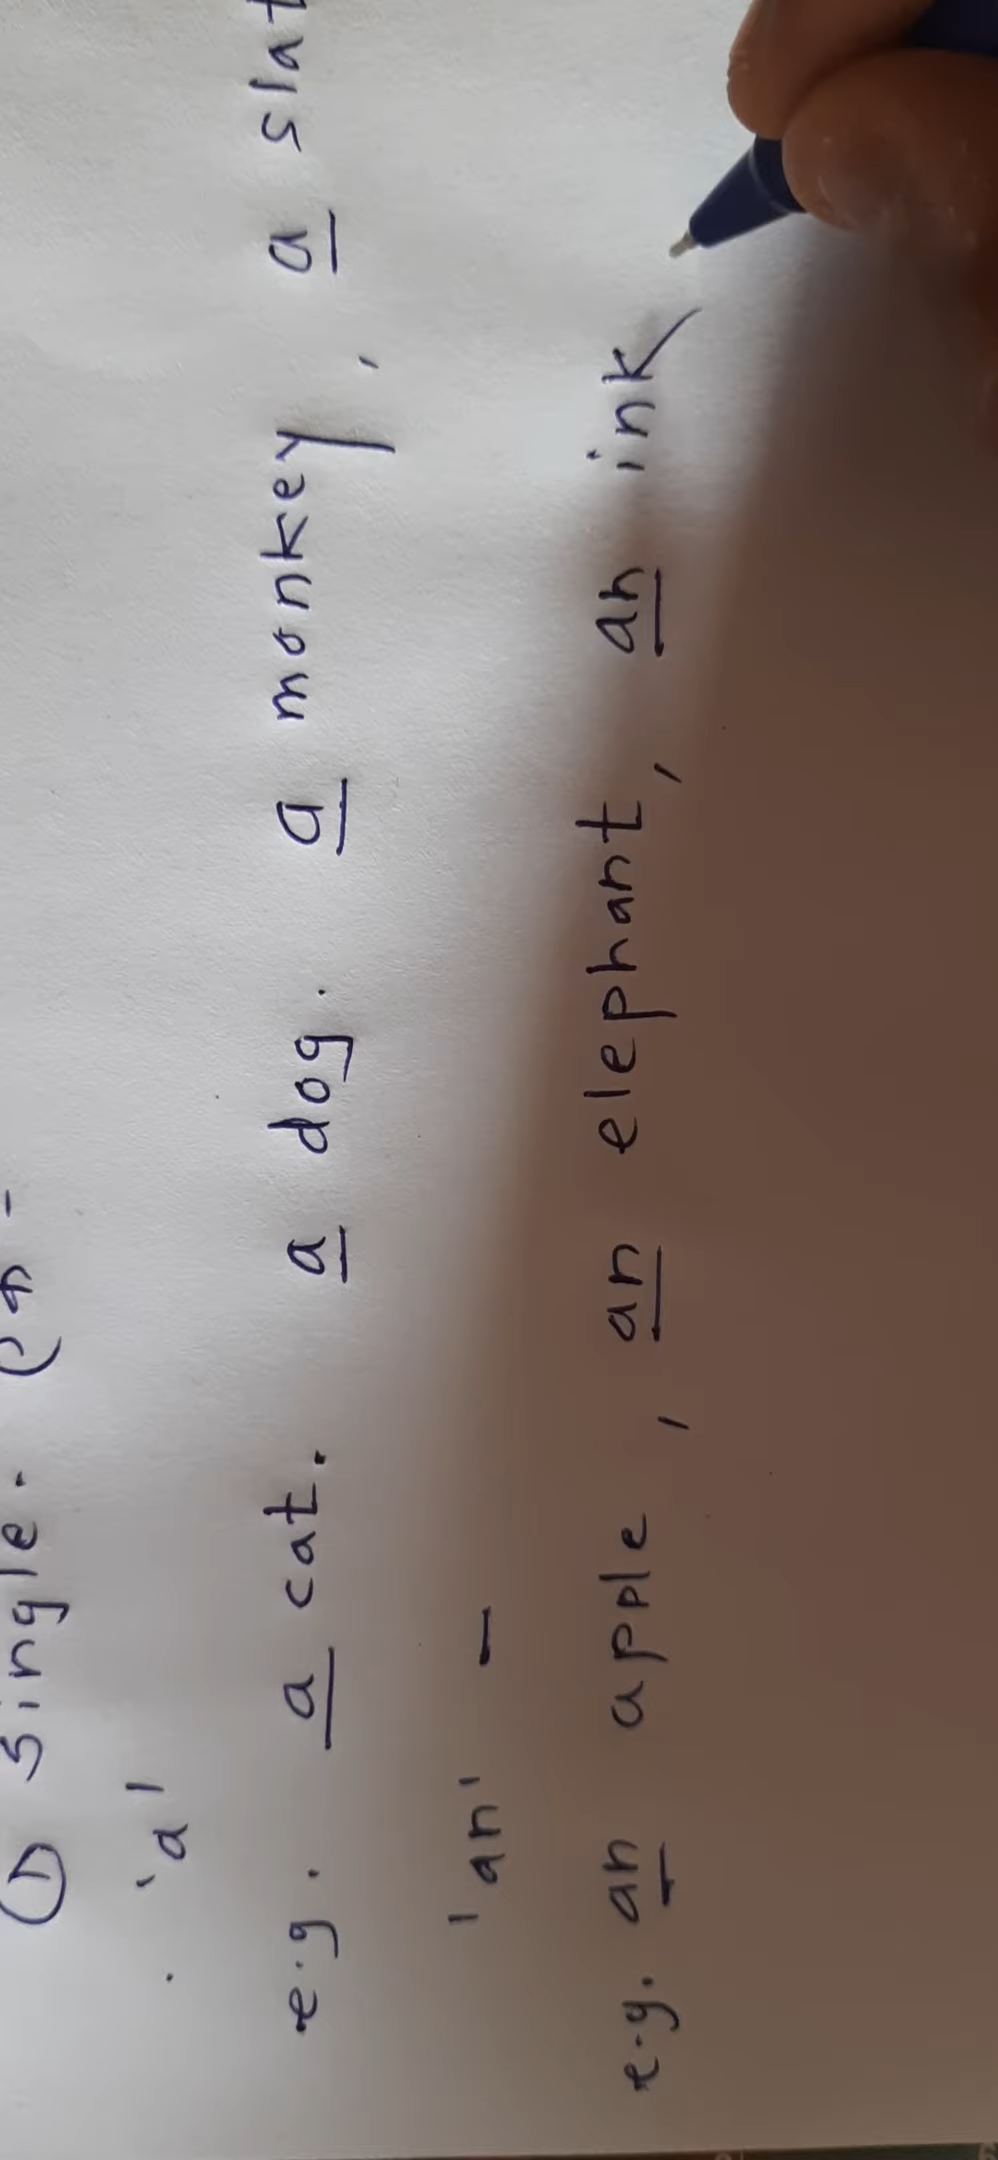 ① Single.
'a'
e.g. a cat. a dog. a monkey, a slat
'an' -
e.g. an apple, an elephant, an ink